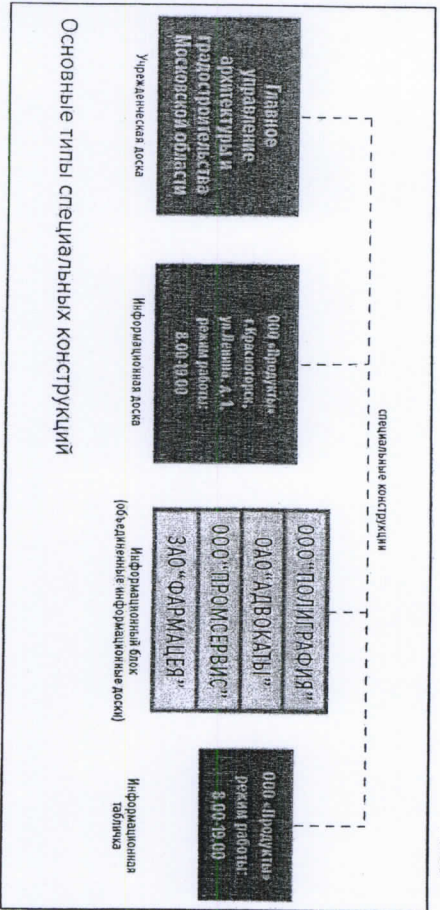 специальные конструкции
Главное
управление
архитектуры и
градостроительства
Московской области
Учрежденческая доска
ООО «Продукты»
г.Красногорск,
ул.Ленина, д.1,
режим работы:
8.00-19.00
Информационная доска
ООО"ПОЛИГРАФИЯ"
ОАО"АДВОКАТЫ"
ООО"ПРОМСЕРВИС"
ЗАО"ФАРМАЦЕЯ"
Информационный блок
(объединенные информационные доски)
ООО «Продукты»
режим работы:
8.00-19.00
Информационная
табличка
Основные типы специальных конструкций